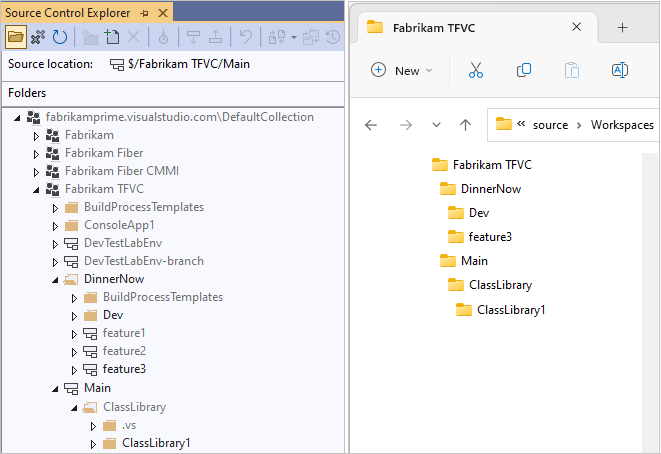 Source Control Explorer
Source location: $/Fabrikam TFVC/Main
Folders
fabrikamprime.visualstudio.com\DefaultCollection
Fabrikam
Fabrikam Fiber
Fabrikam Fiber CMMI
Fabrikam TFVC
BuildProcessTemplates
ConsoleApp1
DevTestLabEnv
DevTestLabEnv-branch
DinnerNow
BuildProcessTemplates
Dev
feature1
feature2
feature3
Main
ClassLibrary
.vs
ClassLibrary1
Fabrikam TFVC
New
source > Workspaces
Fabrikam TFVC
DinnerNow
Dev
feature3
Main
ClassLibrary
ClassLibrary1